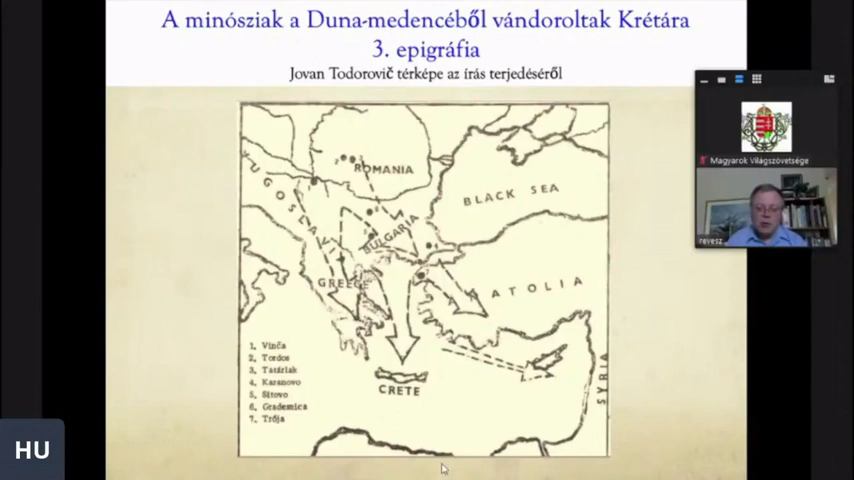 A minósziak a Duna-medencéből vándoroltak Krétára
3. epigráfia
Jovan Todorovič térképe az írás terjedéséről
ROMANIA
YUGOSLAVIA
BULGARIA
BLACK SEA
GREECE
ANATOLIA
CRETE
SYRIA
1. Vinča
2. Tordos
3. Tatárlak
4. Karanovo
5. Sitovo
6. Gradesnica
7. Trója
Magyarok Világszövetsége
revesz
HU